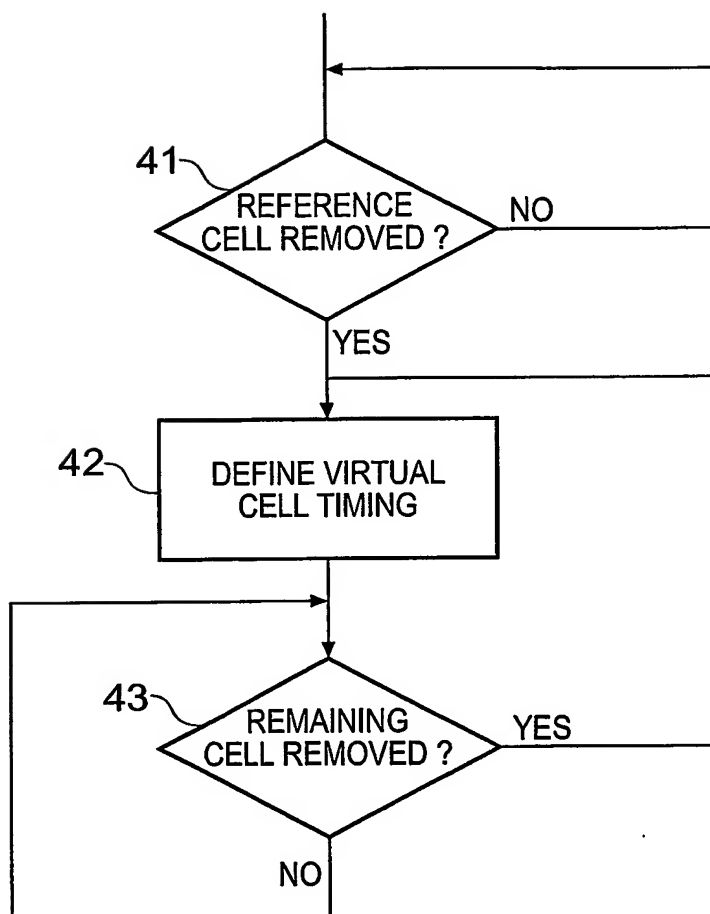 41
REFERENCE
CELL REMOVED ?
NO
YES
42
DEFINE VIRTUAL
CELL TIMING
43
REMAINING
CELL REMOVED ?
YES
NO